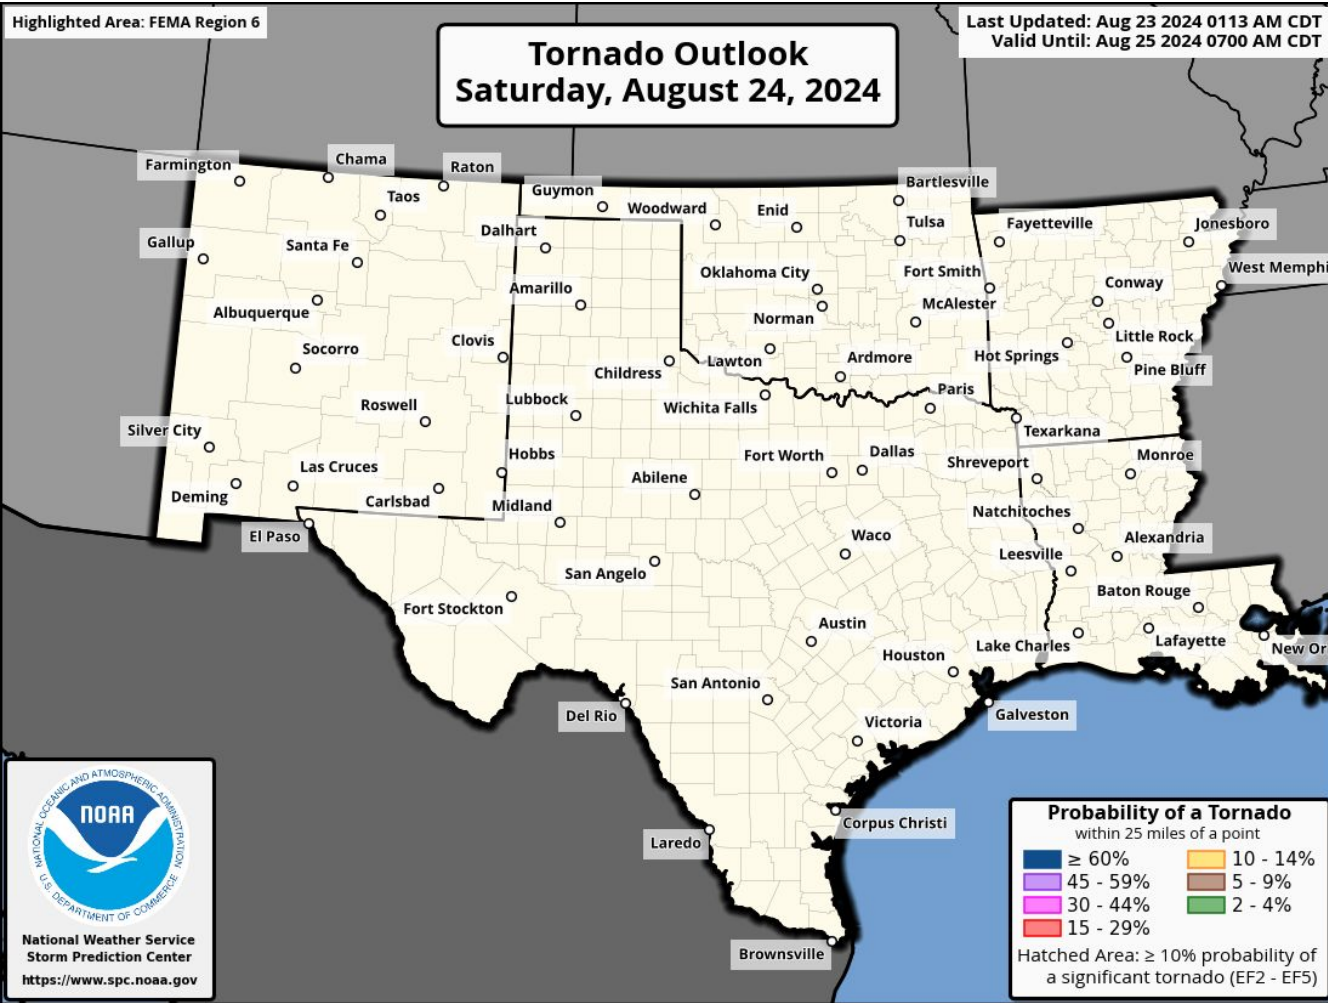 Highlighted Area: FEMA Region 6
Last Updated: Aug 23 2024 0113 AM CDT
Valid Until: Aug 25 2024 0700 AM CDT
Tornado Outlook
Saturday, August 24, 2024
Farmington
Chama
Raton
Taos
Guymon
Woodward
Enid
Bartlesville
Tulsa
Fayetteville
Jonesboro
Gallup
Santa Fe
Dalhart
Oklahoma City
Fort Smith
West Memphi
Albuquerque
Amarillo
Norman
McAlester
Conway
Socorro
Clovis
Childress
Lawton
Ardmore
Hot Springs
Little Rock
Pine Bluff
Roswell
Lubbock
Wichita Falls
Paris
Texarkana
Silver City
Las Cruces
Hobbs
Abilene
Fort Worth
Dallas
Shreveport
Monroe
Deming
Carlsbad
Midland
Natchitoches
El Paso
San Angelo
Waco
Leesville
Alexandria
Fort Stockton
Baton Rouge
Austin
Houston
Lake Charles
Lafayette
New Or
San Antonio
Del Rio
Victoria
Galveston
Corpus Christi
Laredo
Brownsville
NATIONAL OCEANIC AND ATMOSPHERIC ADMINISTRATION
NOAA
U.S. DEPARTMENT OF COMMERCE
National Weather Service
Storm Prediction Center
https://www.spc.noaa.gov
Probability of a Tornado
within 25 miles of a point
≥ 60%
10 - 14%
45 - 59%
5 - 9%
30 - 44%
2 - 4%
15 - 29%
Hatched Area: ≥ 10% probability of
a significant tornado (EF2 - EF5)